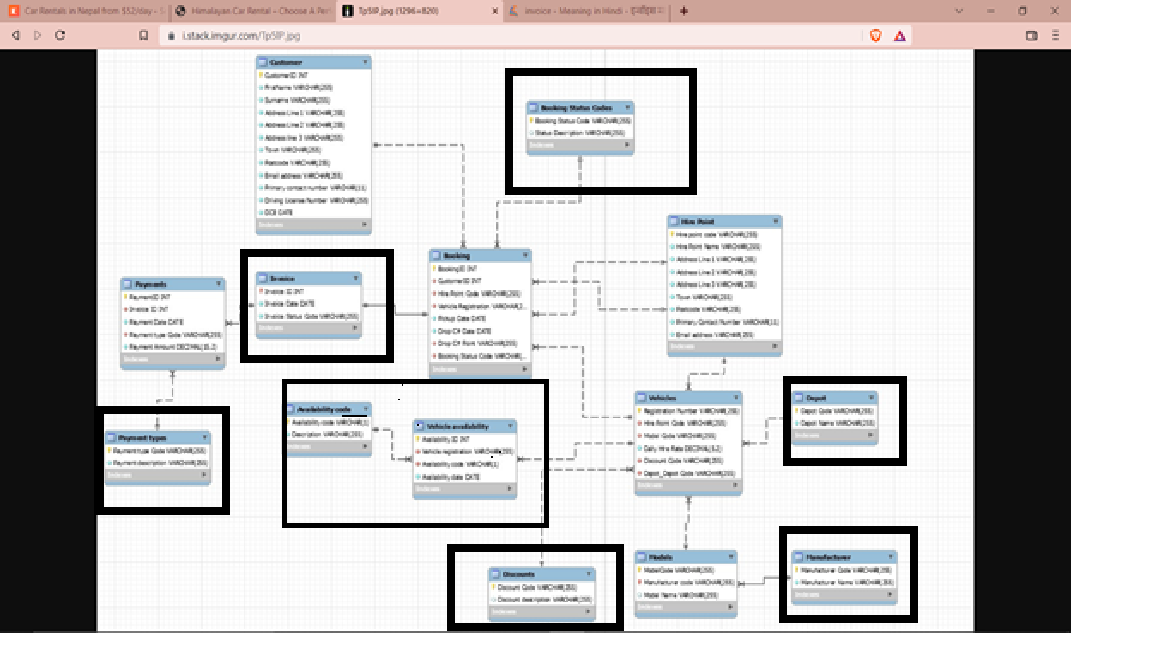 Car Rentals in Nepal from $52/day -
Himalayan Car Rental - Choose A
Tp5IP.jpg (1296×820)
invoice - Meaning in Hindi -
i.stack.imgur.com/Tp5IP.jpg
Customer
CustomerID INT
FirstName VARCHAR(255)
Surname VARCHAR(255)
Address Line 1 VARCHAR(255)
Address Line 2 VARCHAR(255)
Address line 3 VARCHAR(255)
Town VARCHAR(255)
Postcode VARCHAR(255)
Email address VARCHAR(255)
Primary contact number VARCHAR(11)
Driving License Number VARCHAR(255)
DOB DATE
Indexes
Booking Status Codes
Booking Status Code VARCHAR(255)
Status Description VARCHAR(255)
Indexes
Hire Point
Hire point code VARCHAR(255)
Hire Point Name VARCHAR(255)
Address Line 1 VARCHAR(255)
Address Line 2 VARCHAR(255)
Address Line 3 VARCHAR(255)
Town VARCHAR(255)
Postcode VARCHAR(255)
Primary Contact Number VARCHAR(11)
Email address VARCHAR(255)
Indexes
Booking
BookingID INT
CustomerID INT
Hire Point Code VARCHAR(255)
Vehicle Registration VARCHAR(2...
Pickup Date DATE
Drop Off Date DATE
Drop Off Point VARCHAR(255)
Booking Status Code VARCHAR(255)...
Indexes
Invoice
Invoice ID INT
Invoice Date DATE
Invoice Status Code VARCHAR(255)
Indexes
Payments
PaymentID INT
Invoice ID INT
Payment Date DATE
Payment type Code VARCHAR(255)
Payment Amount DECIMAL(5,2)
Indexes
Payment types
Payment type Code VARCHAR(255)
Payment description VARCHAR(255)
Indexes
Availability code
Availability code VARCHAR(1)
Description VARCHAR(255)
Indexes
Vehicle availability
Availability ID INT
Vehicle registration VARCHAR(255)
Availability code VARCHAR(1)
Availability date DATE
Indexes
Vehicles
Registration Number VARCHAR(255)
Hire Point Code VARCHAR(255)
Model Code VARCHAR(255)
Daily Hire Rate DECIMAL(5,2)
Discount Code VARCHAR(255)
Depot_Depot Code VARCHAR(255)
Indexes
Depot
Depot Code VARCHAR(255)
Depot Name VARCHAR(255)
Indexes
Discounts
Discount Code VARCHAR(255)
Discount description VARCHAR(255)
Indexes
Models
ModelCode VARCHAR(255)
Manufacturer code VARCHAR(255)
Model Name VARCHAR(255)
Indexes
Manufacturer
Manufacturer Code VARCHAR(255)
Manufacturer Name VARCHAR(255)
Indexes